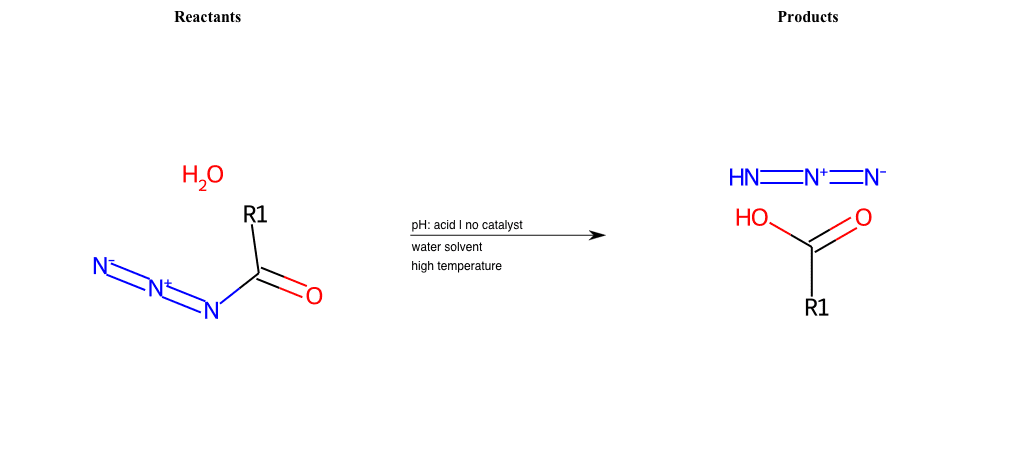 Reactants
Products
H2O
R1
N-
N+
N
O
pH: acid | no catalyst
water solvent
high temperature
HN
N+
N-
HO
O
R1